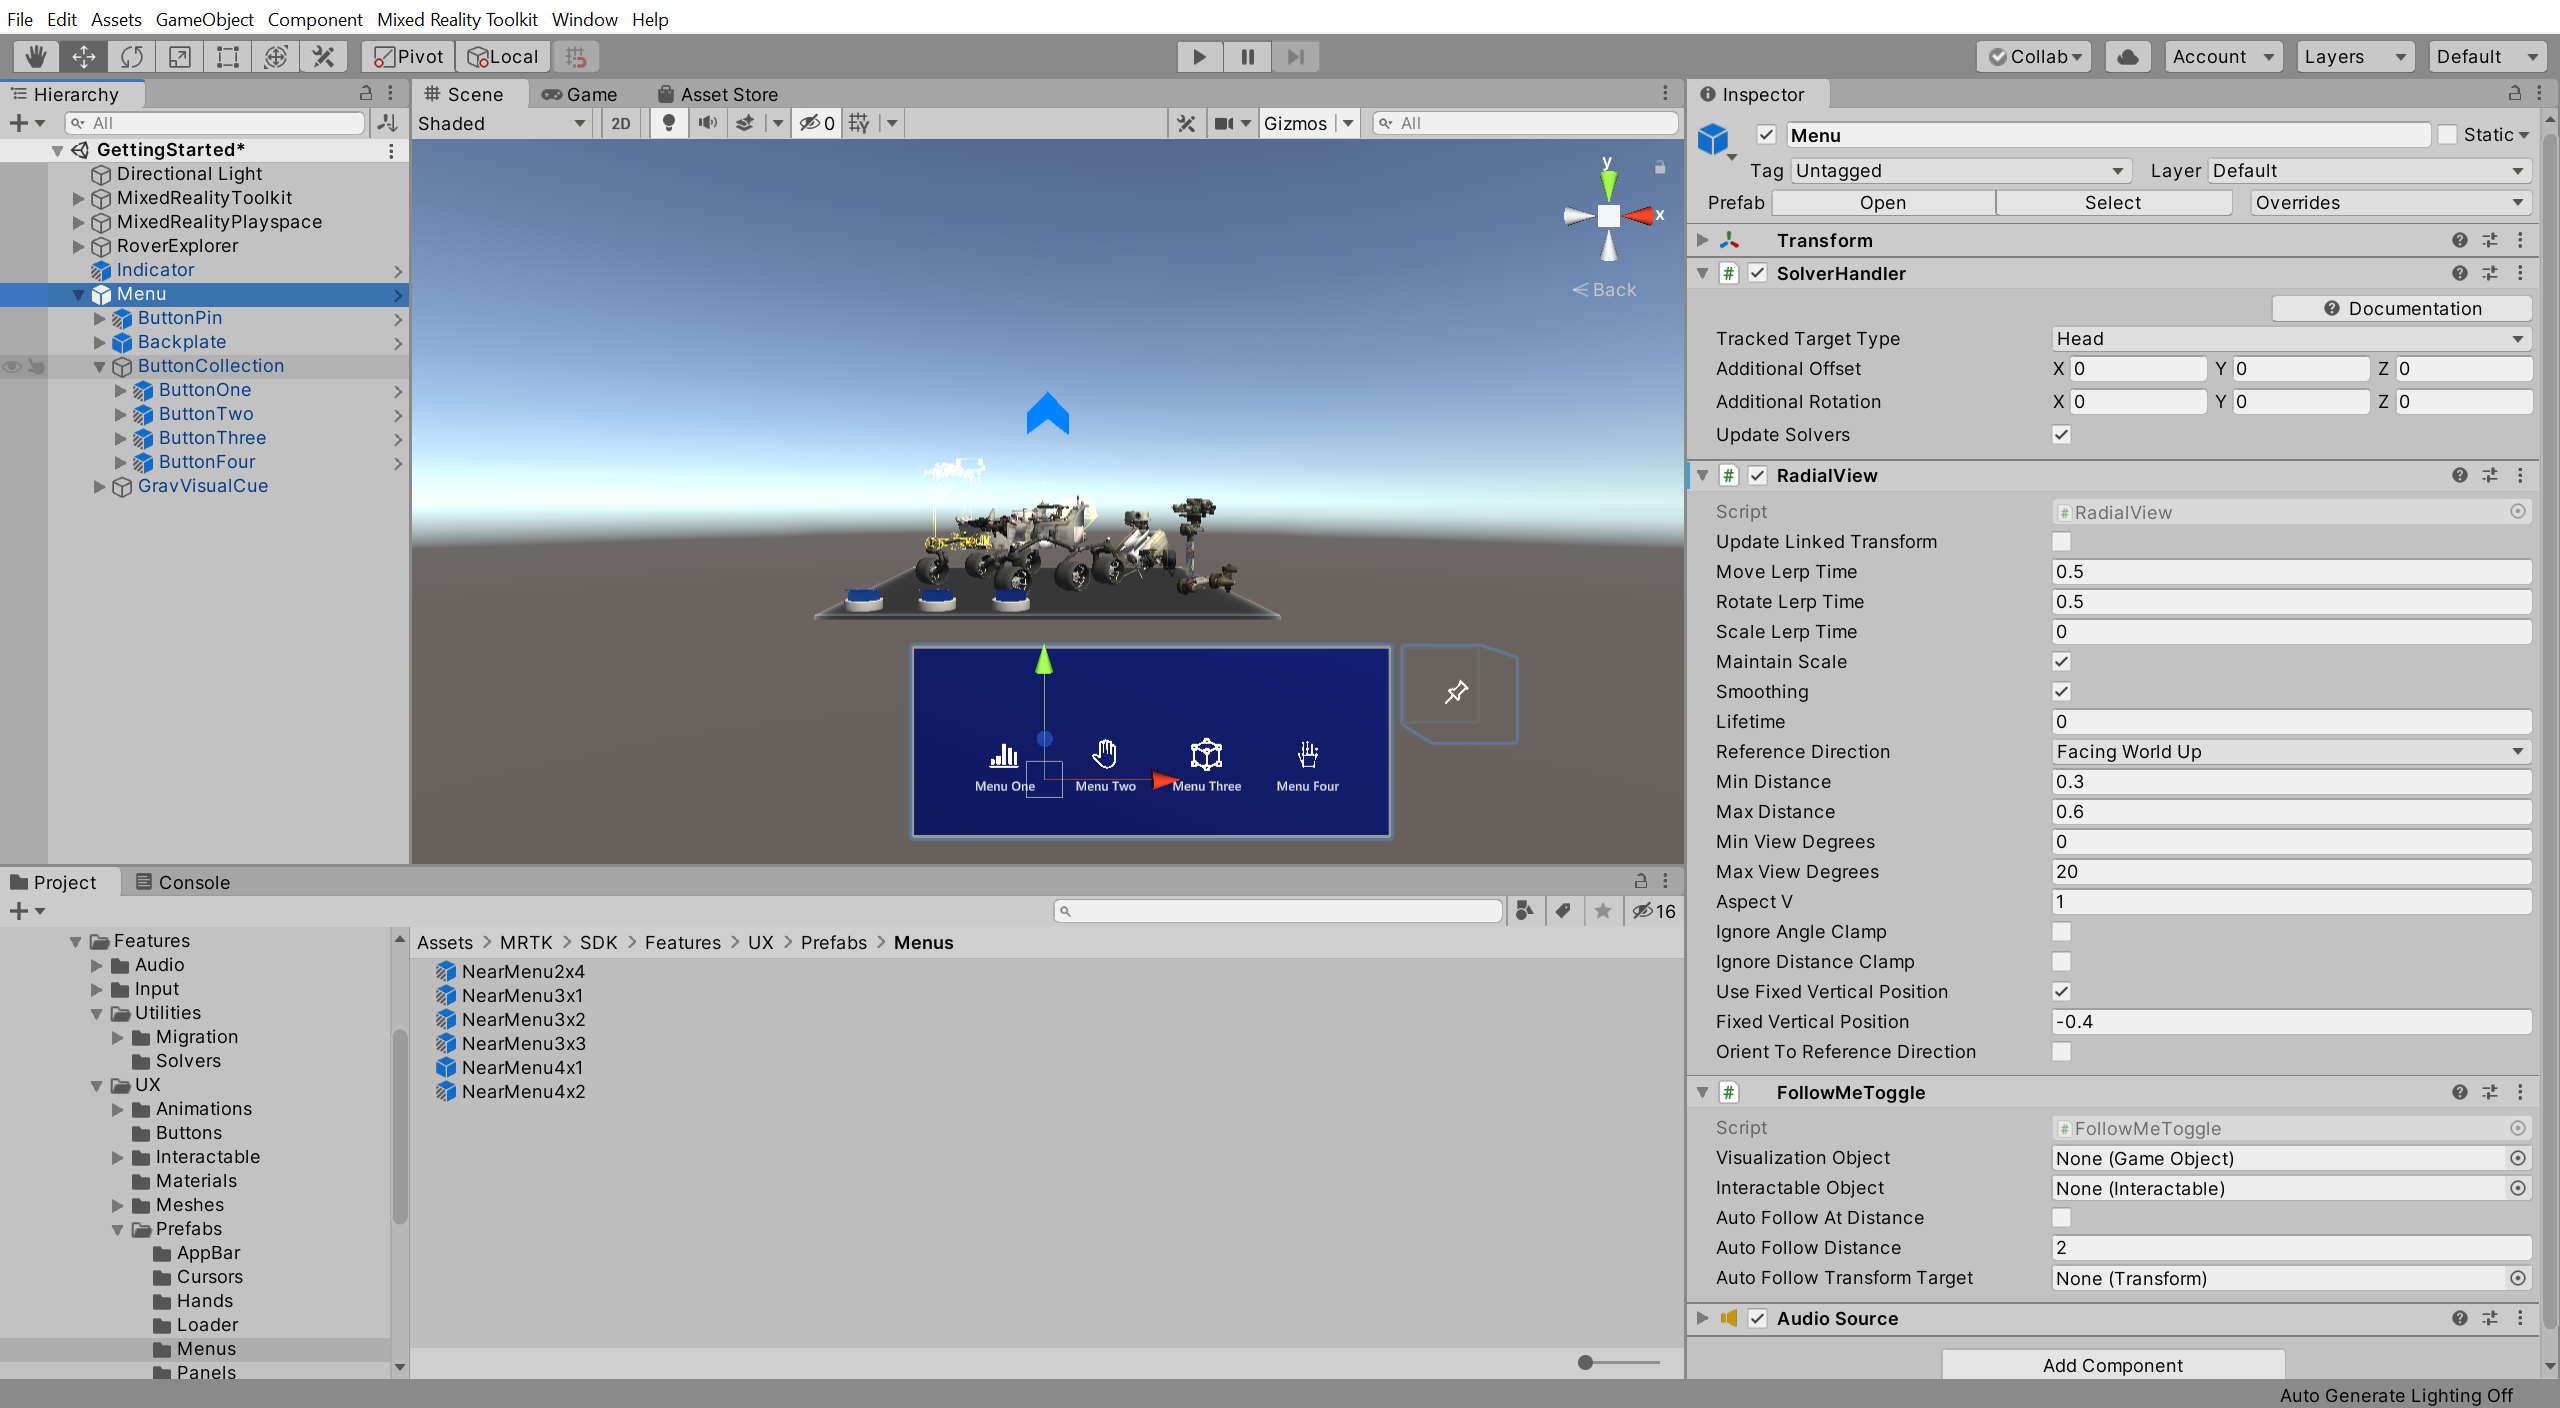 File Edit Assets GameObject Component Mixed Reality Toolkit Window Help
Pivot Local Collab Account Layers Default
Hierarchy
All
GettingStarted*
Directional Light
MixedRealityToolkit
MixedRealityPlayspace
RoverExplorer
Indicator
Menu
ButtonPin
Backplate
ButtonCollection
ButtonOne
ButtonTwo
ButtonThree
ButtonFour
GravVisualCue
Scene Game Asset Store
Shaded 2D 0 Gizmos All
y
x
Back
Menu One Menu Two Menu Three Menu Four
Project Console
16
Features
Audio
Input
Utilities
Migration
Solvers
UX
Animations
Buttons
Interactable
Materials
Meshes
Prefabs
AppBar
Cursors
Hands
Loader
Menus
Panels
Assets > MRTK > SDK > Features > UX > Prefabs > Menus
NearMenu2x4
NearMenu3x1
NearMenu3x2
NearMenu3x3
NearMenu4x1
NearMenu4x2
Inspector
Menu Static
Tag Untagged Layer Default
Prefab Open Select Overrides
Transform
# SolverHandler
Documentation
Tracked Target Type Head
Additional Offset X 0 Y 0 Z 0
Additional Rotation X 0 Y 0 Z 0
Update Solvers
# RadialView
Script # RadialView
Update Linked Transform
Move Lerp Time 0.5
Rotate Lerp Time 0.5
Scale Lerp Time 0
Maintain Scale
Smoothing
Lifetime 0
Reference Direction Facing World Up
Min Distance 0.3
Max Distance 0.6
Min View Degrees 0
Max View Degrees 20
Aspect V 1
Ignore Angle Clamp
Ignore Distance Clamp
Use Fixed Vertical Position
Fixed Vertical Position -0.4
Orient To Reference Direction
# FollowMeToggle
Script # FollowMeToggle
Visualization Object None (Game Object)
Interactable Object None (Interactable)
Auto Follow At Distance
Auto Follow Distance 2
Auto Follow Transform Target None (Transform)
Audio Source
Add Component
Auto Generate Lighting Off